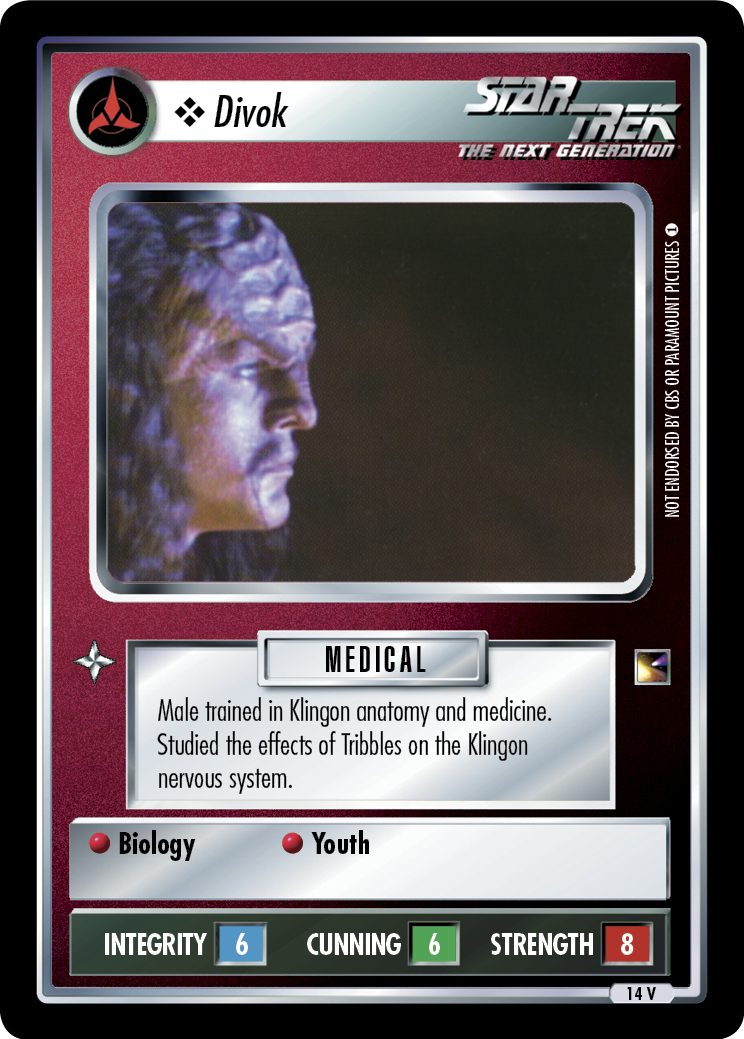 ❖ Divok
STAR TREK
THE NEXT GENERATION
NOT ENDORSED BY CBS OR PARAMOUNT PICTURES 1
MEDICAL
Male trained in Klingon anatomy and medicine.
Studied the effects of Tribbles on the Klingon
nervous system.
Biology Youth
INTEGRITY 6 CUNNING 6 STRENGTH 8
14 V